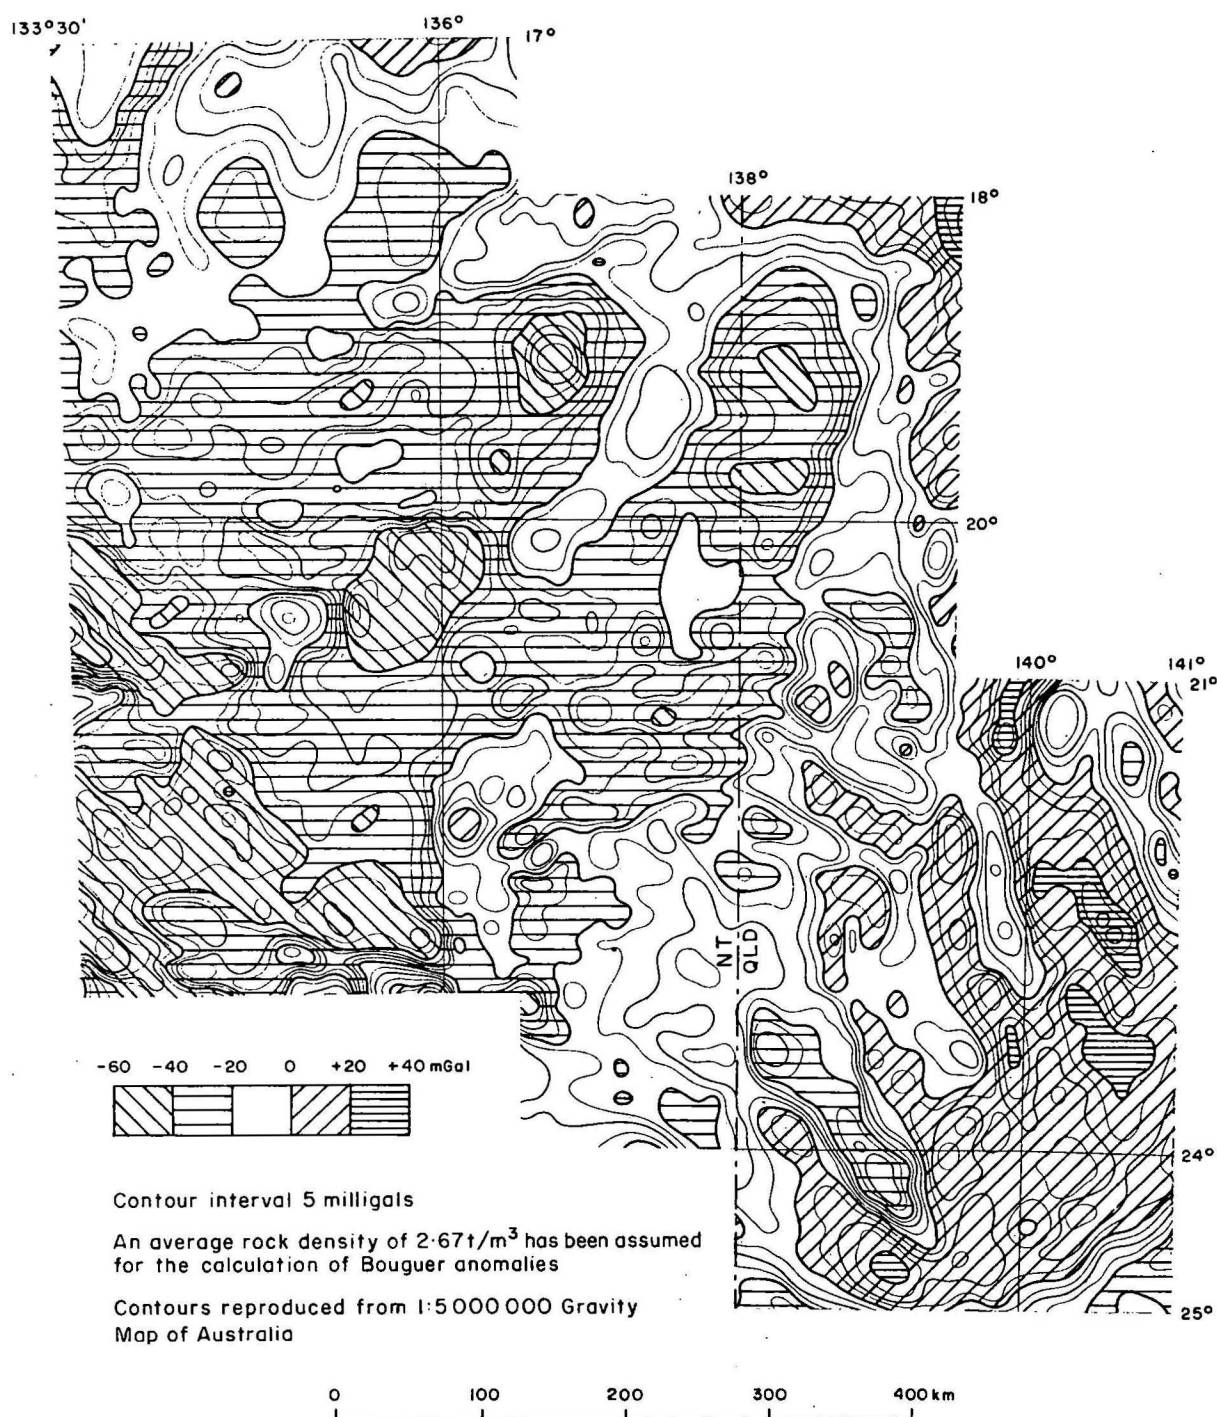 133°30'
136°
17°
138°
18°
20°
140°
141°
21°
NT
QLD
-60 -40 -20 0 +20 +40 mGal
24°
Contour interval 5 milligals
An average rock density of 2·67t/m³ has been assumed
for the calculation of Bouguer anomalies
Contours reproduced from 1:5 000 000 Gravity
Map of Australia
25°
0 100 200 300 400 km